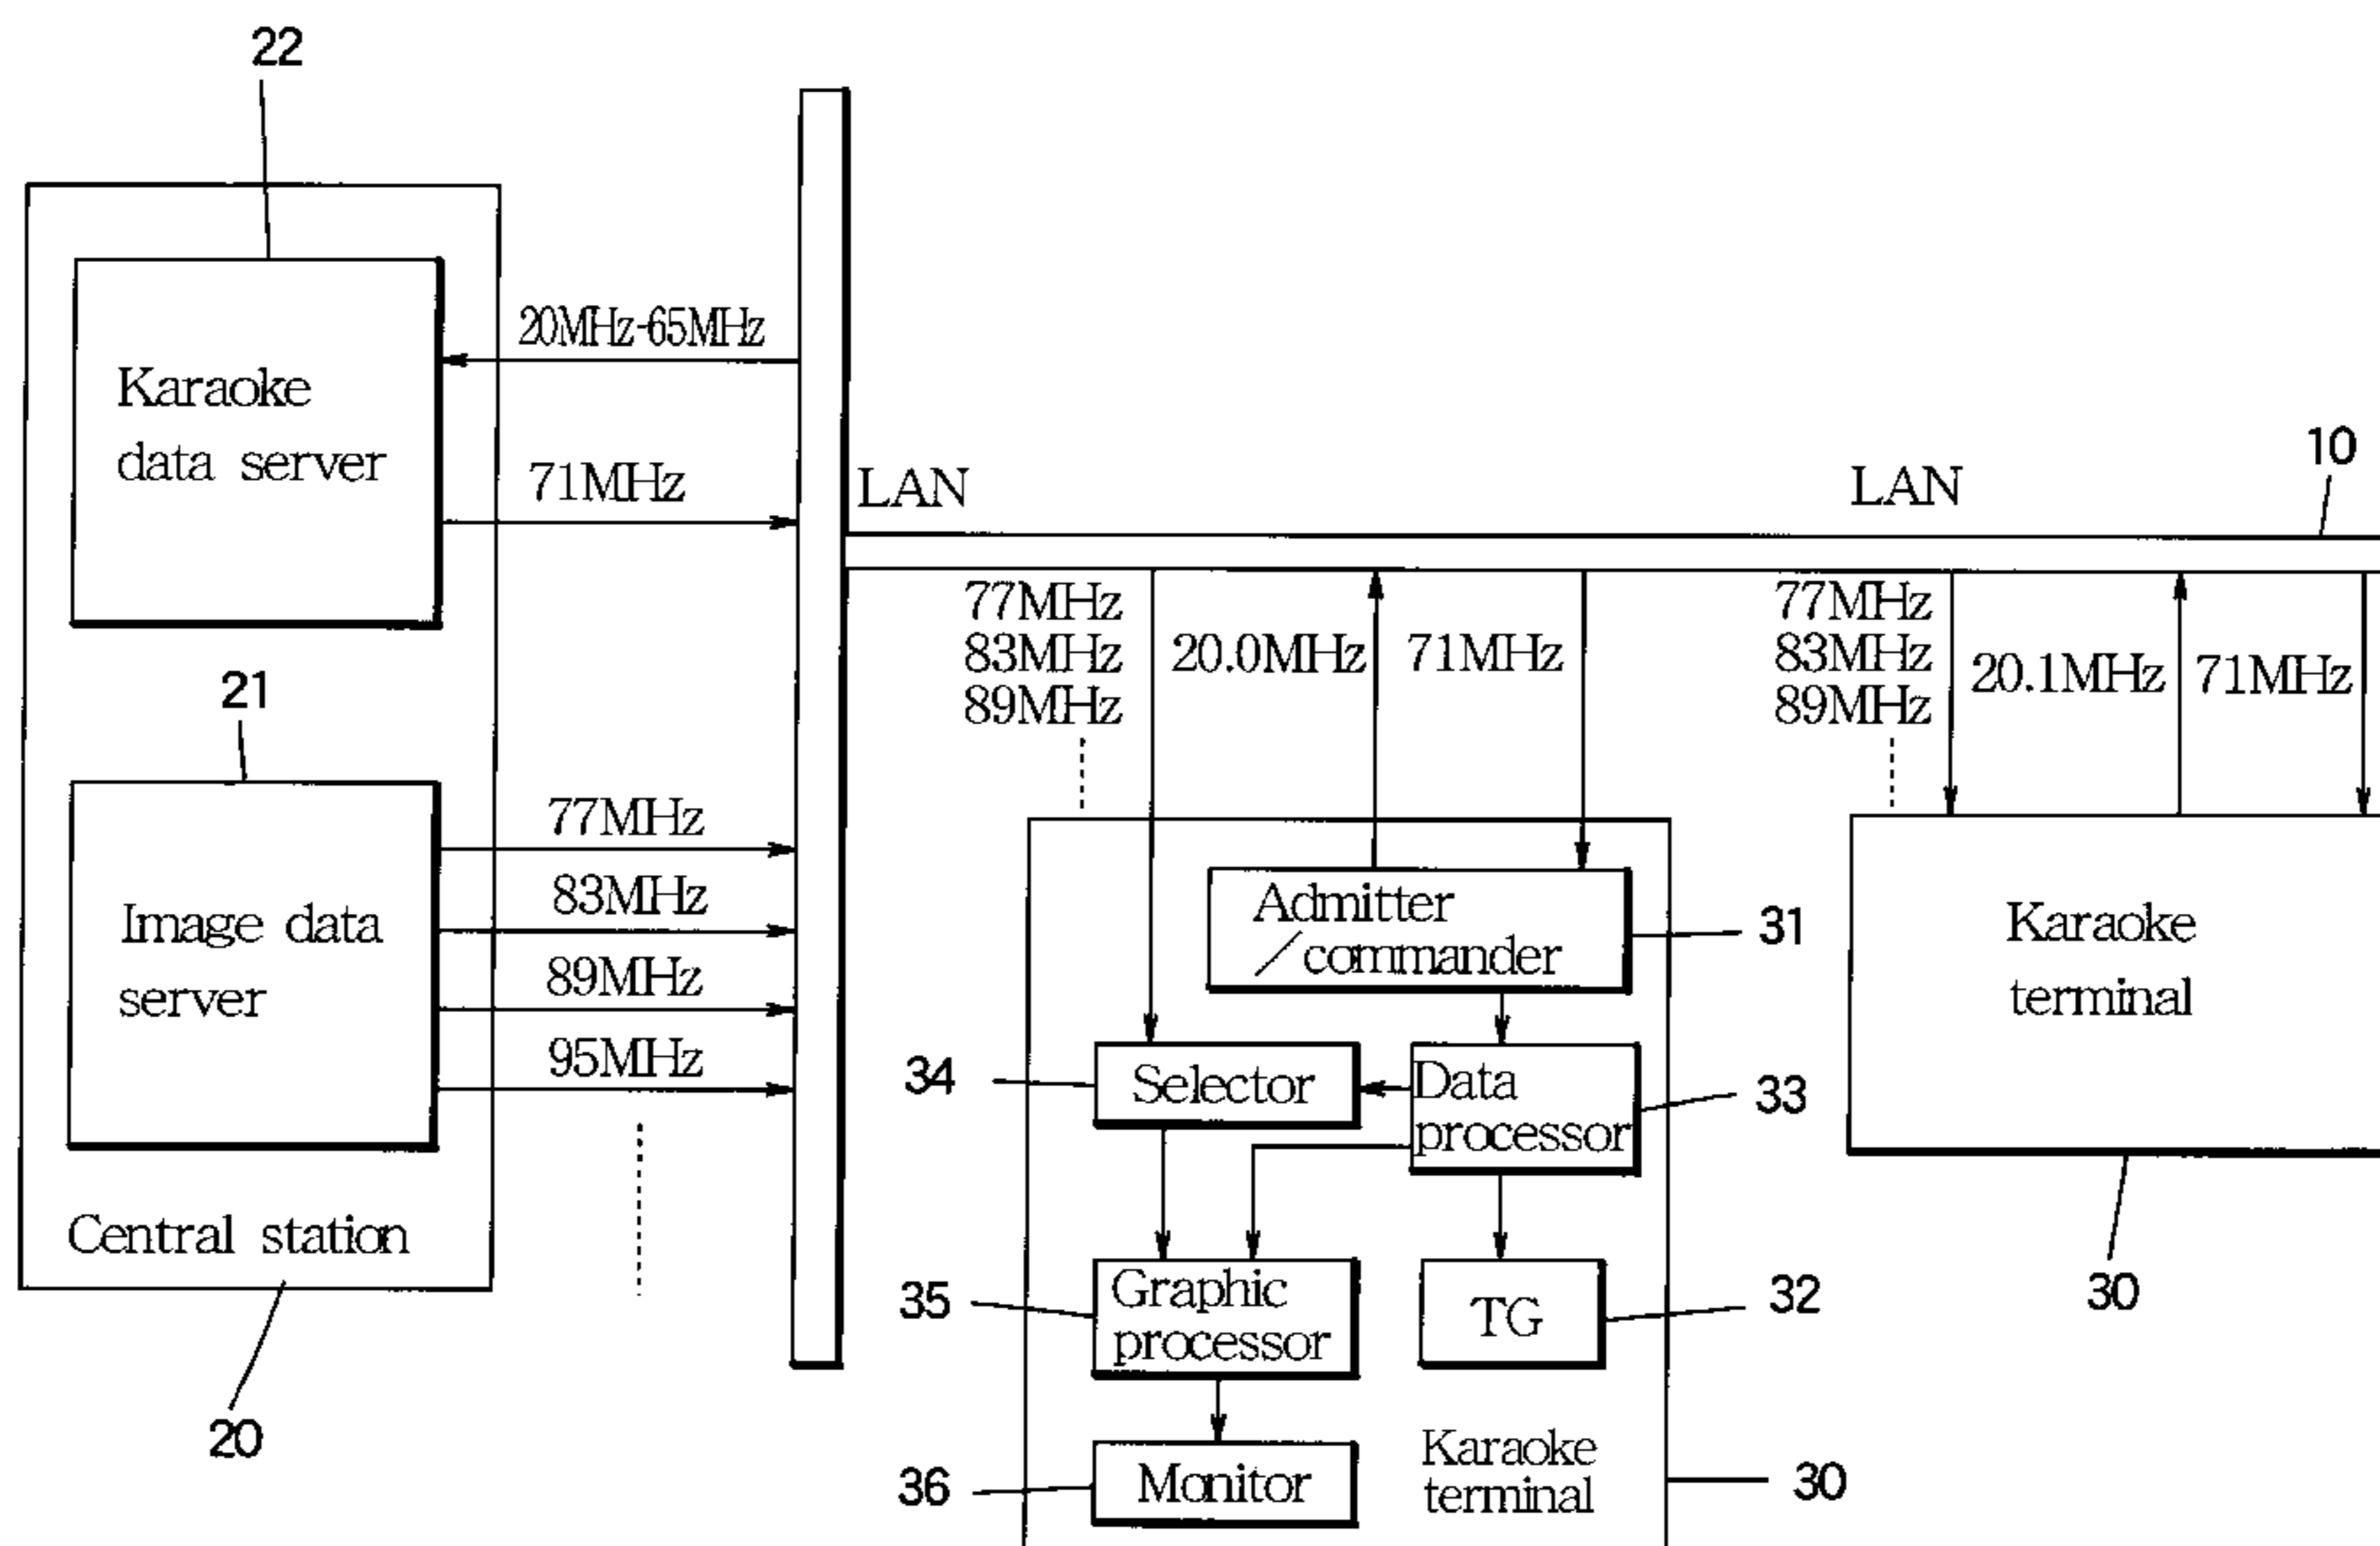 22
20MHz-65MHz
Karaoke
data server
71MHz
21
77MHz
83MHz
89MHz
95MHz
Image data
server
Central station
20
LAN
LAN
10
77MHz
83MHz
89MHz
20.0MHz
71MHz
77MHz
83MHz
89MHz
20.1MHz
71MHz
Admitter
/commander
31
34
Selector
Data
processor
33
35
Graphic
processor
TG
32
36
Monitor
Karaoke
terminal
30
Karaoke
terminal
30